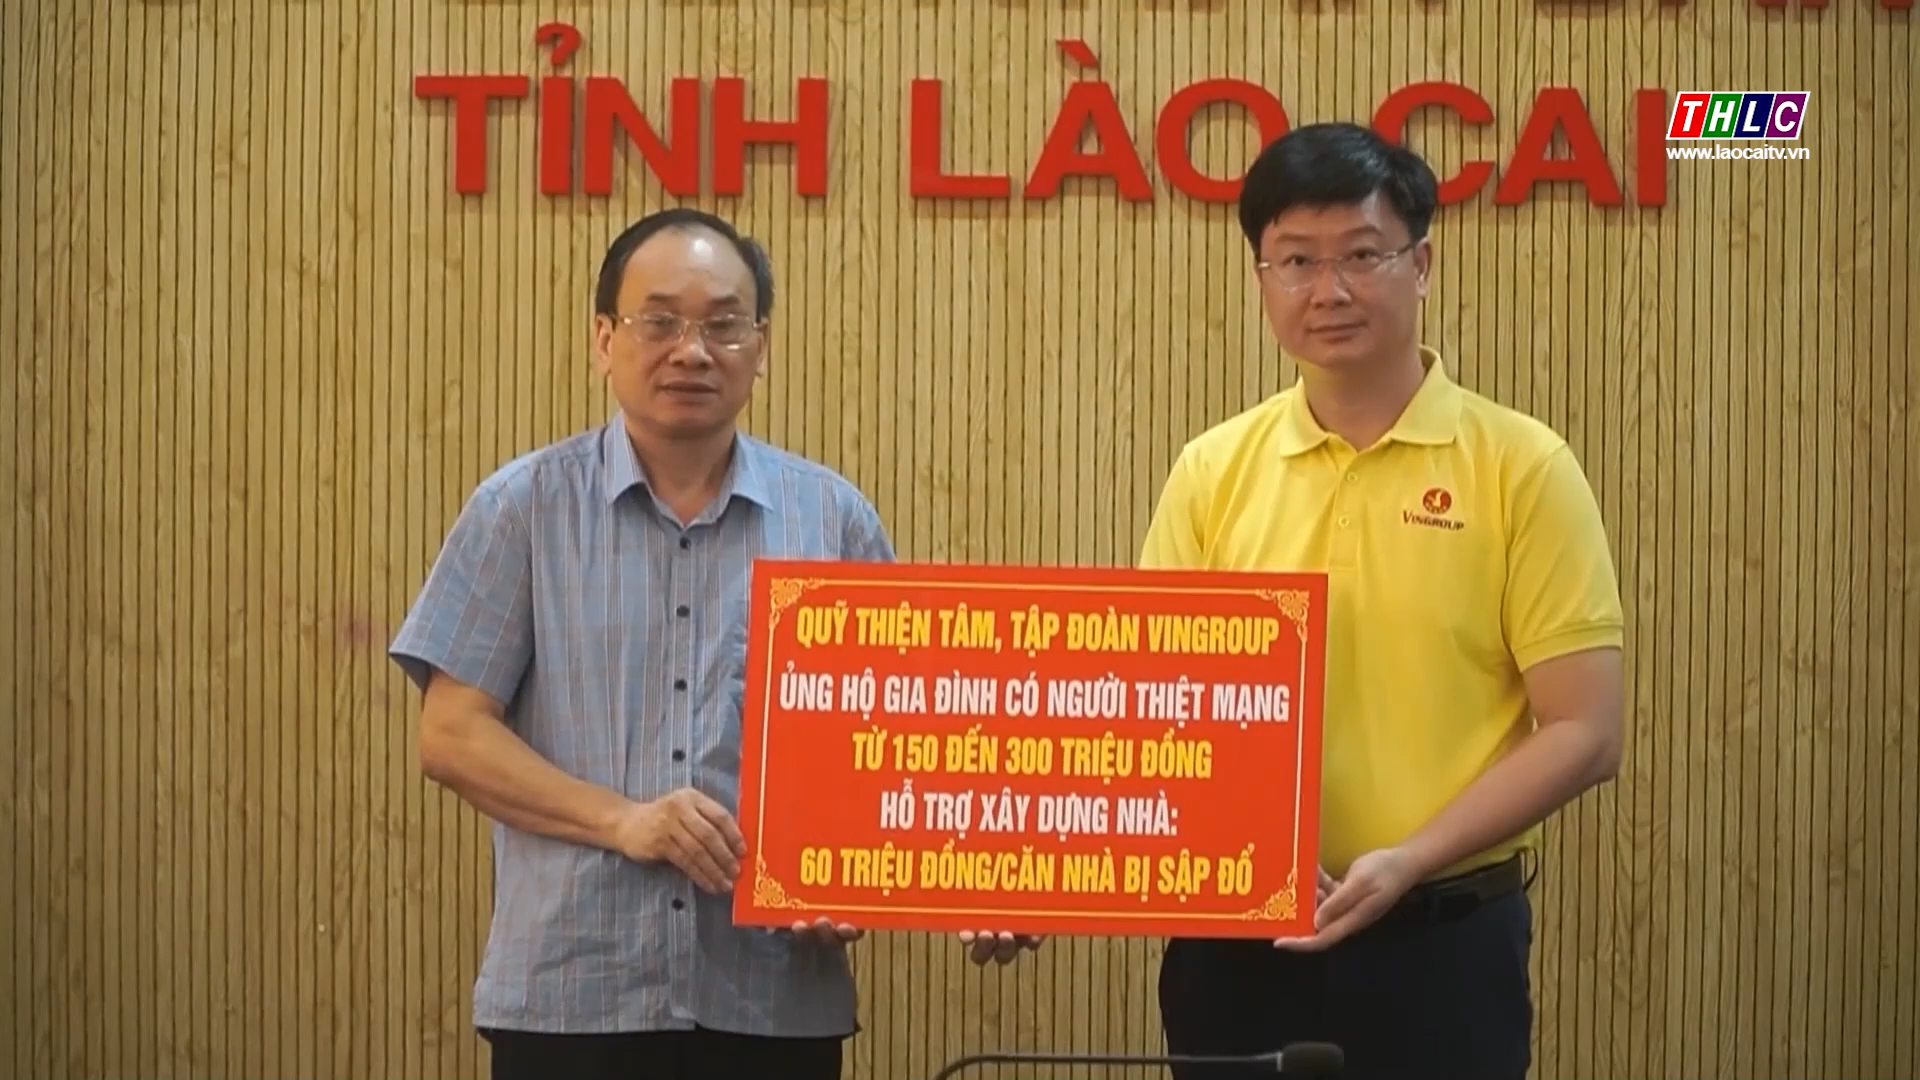 TỈNH LÀO CAI
THLC
www.laocaitv.vn
VINGROUP
QUỸ THIỆN TÂM, TẬP ĐOÀN VINGROUP
ỦNG HỘ GIA ĐÌNH CÓ NGƯỜI THIỆT MẠNG
TỪ 150 ĐẾN 300 TRIỆU ĐỒNG
HỖ TRỢ XÂY DỰNG NHÀ:
60 TRIỆU ĐỒNG/CĂN NHÀ BỊ SẬP ĐỔ